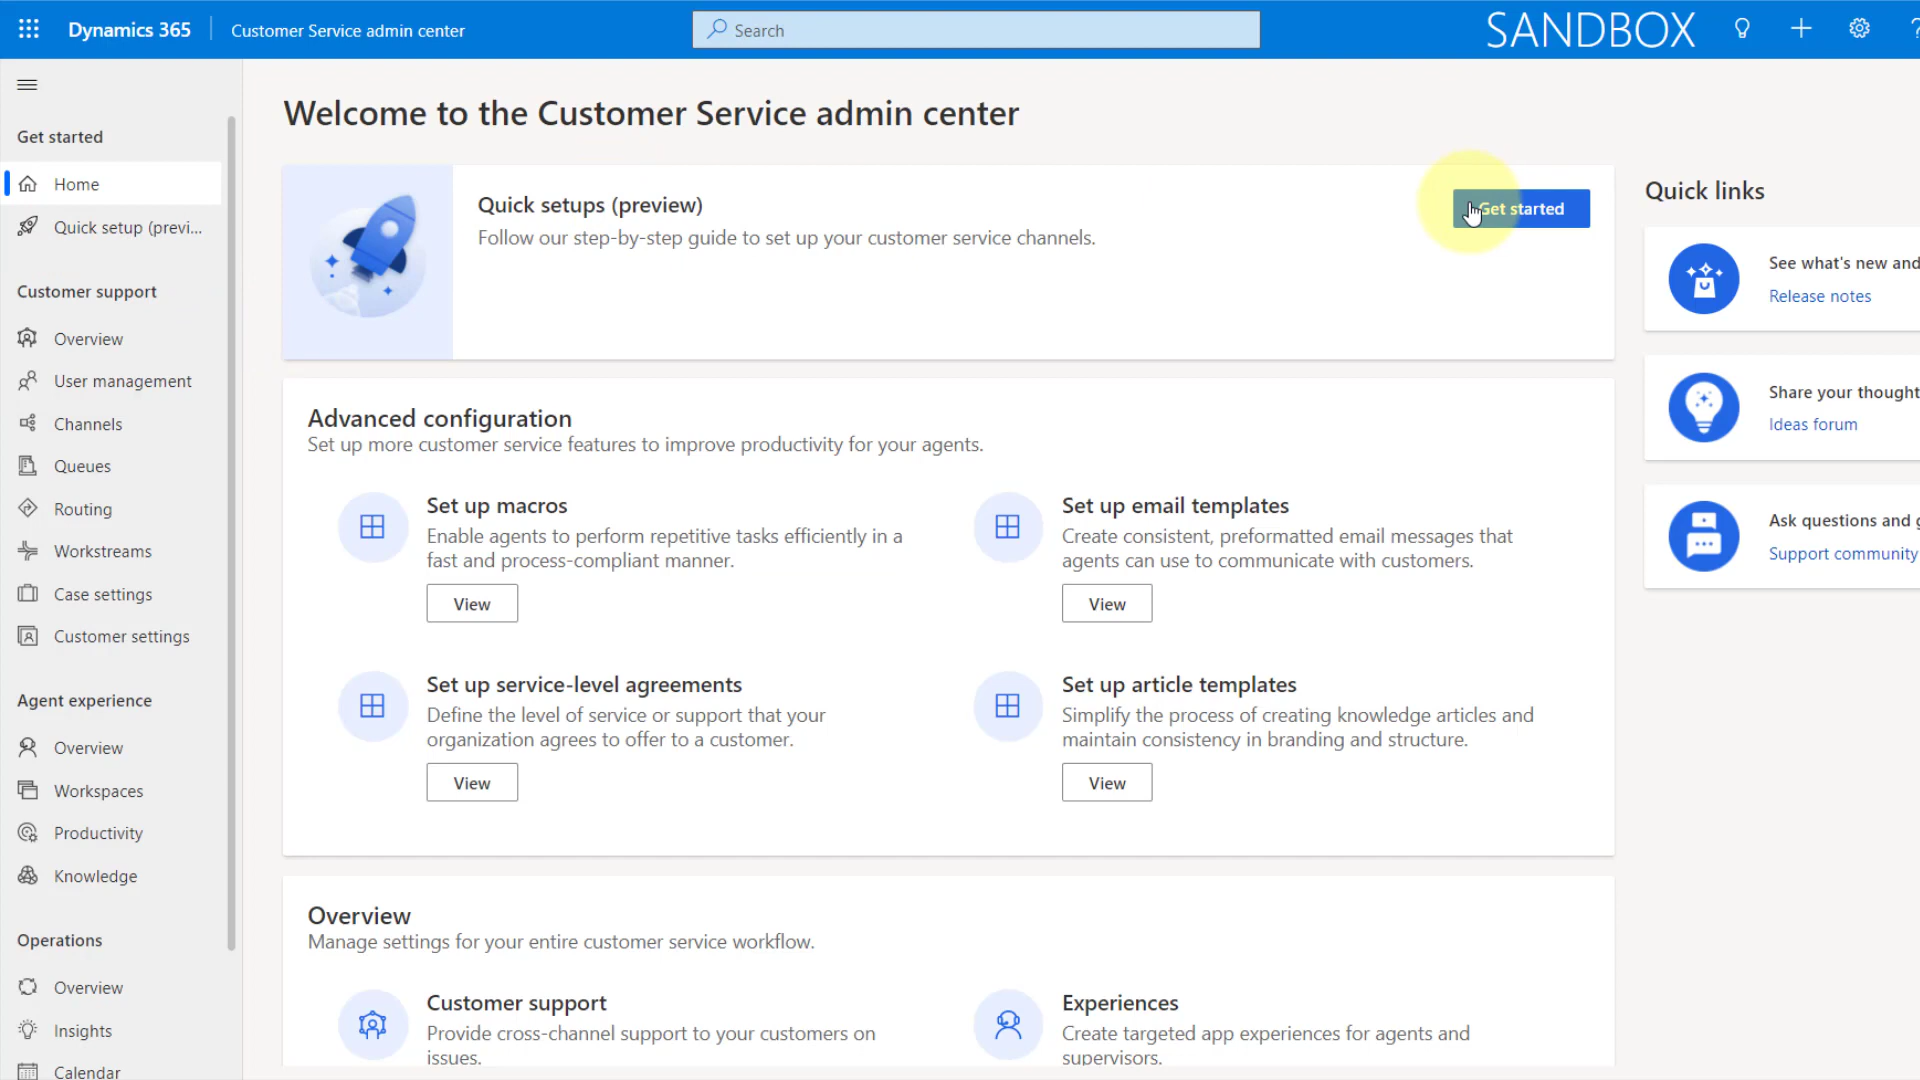 Dynamics 365
Customer Service admin center
Search
SANDBOX
Get started
Home
Quick setup (previ...
Customer support
Overview
User management
Channels
Queues
Routing
Workstreams
Case settings
Customer settings
Agent experience
Overview
Workspaces
Productivity
Knowledge
Operations
Overview
Insights
Calendar
Welcome to the Customer Service admin center
Quick setups (preview)
Follow our step-by-step guide to set up your customer service channels.
Get started
Advanced configuration
Set up more customer service features to improve productivity for your agents.
Set up macros
Enable agents to perform repetitive tasks efficiently in a
fast and process-compliant manner.
View
Set up email templates
Create consistent, preformatted email messages that
agents can use to communicate with customers.
View
Set up service-level agreements
Define the level of service or support that your
organization agrees to offer to a customer.
View
Set up article templates
Simplify the process of creating knowledge articles and
maintain consistency in branding and structure.
View
Overview
Manage settings for your entire customer service workflow.
Customer support
Provide cross-channel support to your customers on
issues.
Experiences
Create targeted app experiences for agents and
supervisors.
Quick links
See what's new and
Release notes
Share your thought
Ideas forum
Ask questions and g
Support community